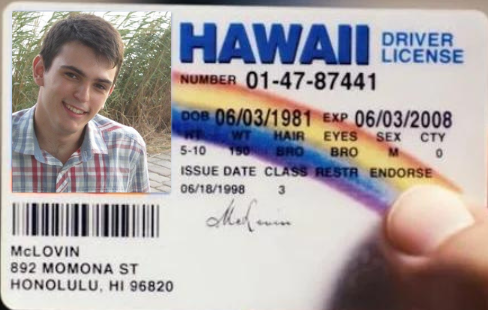 HAWAII DRIVER LICENSE
NUMBER 01-47-87441
DOB 06/03/1981 EXP 06/03/2008
HT WT HAIR EYES SEX CTY
5-10 150 BRO BRO M 0
ISSUE DATE CLASS RESTR ENDORSE
06/18/1998 3
McLovin
McLOVIN
892 MOMONA ST
HONOLULU, HI 96820